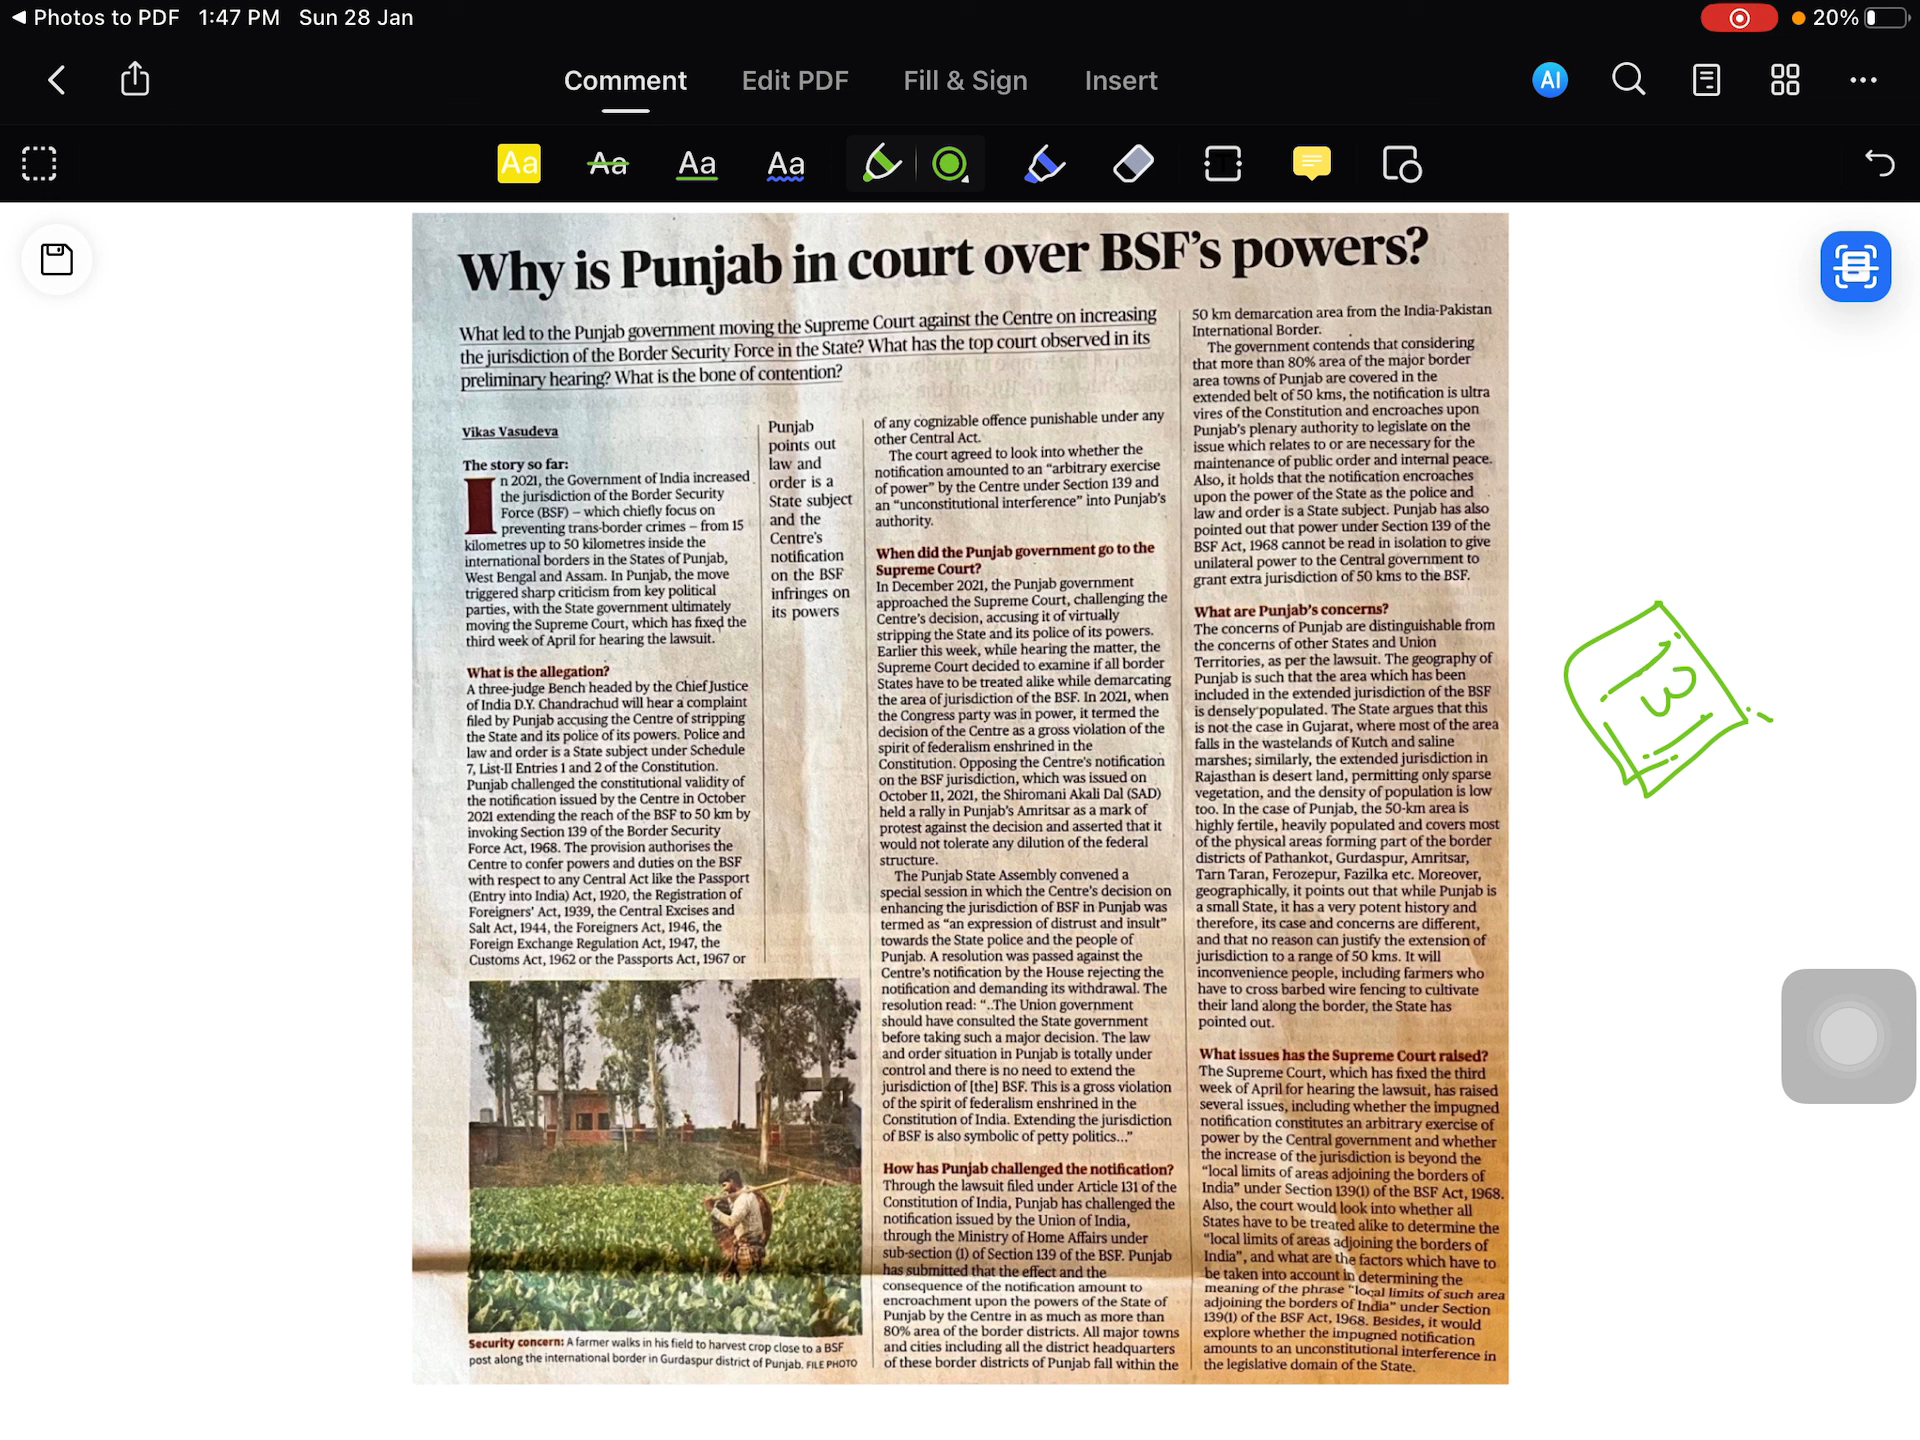 Photos to PDF 1:47 PM Sun 28 Jan
20%
Comment Edit PDF Fill & Sign Insert
AI
Aa Aa Aa Aa
T
Why is Punjab in court over BSF's powers?
What led to the Punjab government moving the Supreme Court against the Centre on increasing
the jurisdiction of the Border Security Force in the State? What has the top court observed in its
preliminary hearing? What is the bone of contention?
Vikas Vasudeva
The story so far:
In 2021, the Government of India increased
the jurisdiction of the Border Security
Force (BSF) – which chiefly focus on
preventing trans-border crimes – from 15
kilometres up to 50 kilometres inside the
international borders in the States of Punjab,
West Bengal and Assam. In Punjab, the move
triggered sharp criticism from key political
parties, with the State government ultimately
moving the Supreme Court, which has fixed the
third week of April for hearing the lawsuit.
What is the allegation?
A three-judge Bench headed by the Chief Justice
of India D.Y. Chandrachud will hear a complaint
filed by Punjab accusing the Centre of stripping
the State and its police of its powers. Police and
law and order is a State subject under Schedule
7, List-II Entries 1 and 2 of the Constitution.
Punjab challenged the constitutional validity of
the notification issued by the Centre in October
2021 extending the reach of the BSF to 50 km by
invoking Section 139 of the Border Security
Force Act, 1968. The provision authorises the
Centre to confer powers and duties on the BSF
with respect to any Central Act like the Passport
(Entry into India) Act, 1920, the Registration of
Foreigners' Act, 1939, the Central Excises and
Salt Act, 1944, the Foreigners Act, 1946, the
Foreign Exchange Regulation Act, 1947, the
Customs Act, 1962 or the Passports Act, 1967 or
Punjab
points out
law and
order is a
State subject
and the
Centre's
notification
on the BSF
infringes on
its powers
Security concern: A farmer walks in his field to harvest crop close to a BSF
post along the international border in Gurdaspur district of Punjab. FILE PHOTO
of any cognizable offence punishable under any
other Central Act.
The court agreed to look into whether the
notification amounted to an "arbitrary exercise
of power" by the Centre under Section 139 and
an "unconstitutional interference" into Punjab's
authority.
When did the Punjab government go to the
Supreme Court?
In December 2021, the Punjab government
approached the Supreme Court, challenging the
Centre's decision, accusing it of virtually
stripping the State and its police of its powers.
Earlier this week, while hearing the matter, the
Supreme Court decided to examine if all border
States have to be treated alike while demarcating
the area of jurisdiction of the BSF. In 2021, when
the Congress party was in power, it termed the
decision of the Centre as a gross violation of the
spirit of federalism enshrined in the
Constitution. Opposing the Centre's notification
on the BSF jurisdiction, which was issued on
October 11, 2021, the Shiromani Akali Dal (SAD)
held a rally in Punjab's Amritsar as a mark of
protest against the decision and asserted that it
would not tolerate any dilution of the federal
structure.
The Punjab State Assembly convened a
special session in which the Centre's decision on
enhancing the jurisdiction of BSF in Punjab was
termed as "an expression of distrust and insult"
towards the State police and the people of
Punjab. A resolution was passed against the
Centre's notification by the House rejecting the
notification and demanding its withdrawal. The
resolution read: "..The Union government
should have consulted the State government
before taking such a major decision. The law
and order situation in Punjab is totally under
control and there is no need to extend the
jurisdiction of [the] BSF. This is a gross violation
of the spirit of federalism enshrined in the
Constitution of India. Extending the jurisdiction
of BSF is also symbolic of petty politics..."
How has Punjab challenged the notification?
Through the lawsuit filed under Article 131 of the
Constitution of India, Punjab has challenged the
notification issued by the Union of India,
through the Ministry of Home Affairs under
sub-section (1) of Section 139 of the BSF. Punjab
has submitted that the effect and the
consequence of the notification amount to
encroachment upon the powers of the State of
Punjab by the Centre in as much as more than
80% area of the border districts. All major towns
and cities including all the district headquarters
of these border districts of Punjab fall within the
50 km demarcation area from the India-Pakistan
International Border.
The government contends that considering
that more than 80% area of the major border
area towns of Punjab are covered in the
extended belt of 50 kms, the notification is ultra
vires of the Constitution and encroaches upon
Punjab's plenary authority to legislate on the
issue which relates to or are necessary for the
maintenance of public order and internal peace.
Also, it holds that the notification encroaches
upon the power of the State as the police and
law and order is a State subject. Punjab has also
pointed out that power under Section 139 of the
BSF Act, 1968 cannot be read in isolation to give
unilateral power to the Central government to
grant extra jurisdiction of 50 kms to the BSF.
What are Punjab's concerns?
The concerns of Punjab are distinguishable from
the concerns of other States and Union
Territories, as per the lawsuit. The geography of
Punjab is such that the area which has been
included in the extended jurisdiction of the BSF
is densely populated. The State argues that this
is not the case in Gujarat, where most of the area
falls in the wastelands of Kutch and saline
marshes; similarly, the extended jurisdiction in
Rajasthan is desert land, permitting only sparse
vegetation, and the density of population is low
too. In the case of Punjab, the 50-km area is
highly fertile, heavily populated and covers most
of the physical areas forming part of the border
districts of Pathankot, Gurdaspur, Amritsar,
Tarn Taran, Ferozepur, Fazilka etc. Moreover,
geographically, it points out that while Punjab is
a small State, it has a very potent history and
therefore, its case and concerns are different,
and that no reason can justify the extension of
jurisdiction to a range of 50 kms. It will
inconvenience people, including farmers who
have to cross barbed wire fencing to cultivate
their land along the border, the State has
pointed out.
What issues has the Supreme Court raised?
The Supreme Court, which has fixed the third
week of April for hearing the lawsuit, has raised
several issues, including whether the impugned
notification constitutes an arbitrary exercise of
power by the Central government and whether
the increase of the jurisdiction is beyond the
"local limits of areas adjoining the borders of
India" under Section 139(1) of the BSF Act, 1968.
Also, the court would look into whether all
States have to be treated alike to determine the
"local limits of areas adjoining the borders of
India", and what are the factors which have to
be taken into account in determining the
meaning of the phrase "local limits of such area
adjoining the borders of India" under Section
139(1) of the BSF Act, 1968. Besides, it would
explore whether the impugned notification
amounts to an unconstitutional interference in
the legislative domain of the State.
131